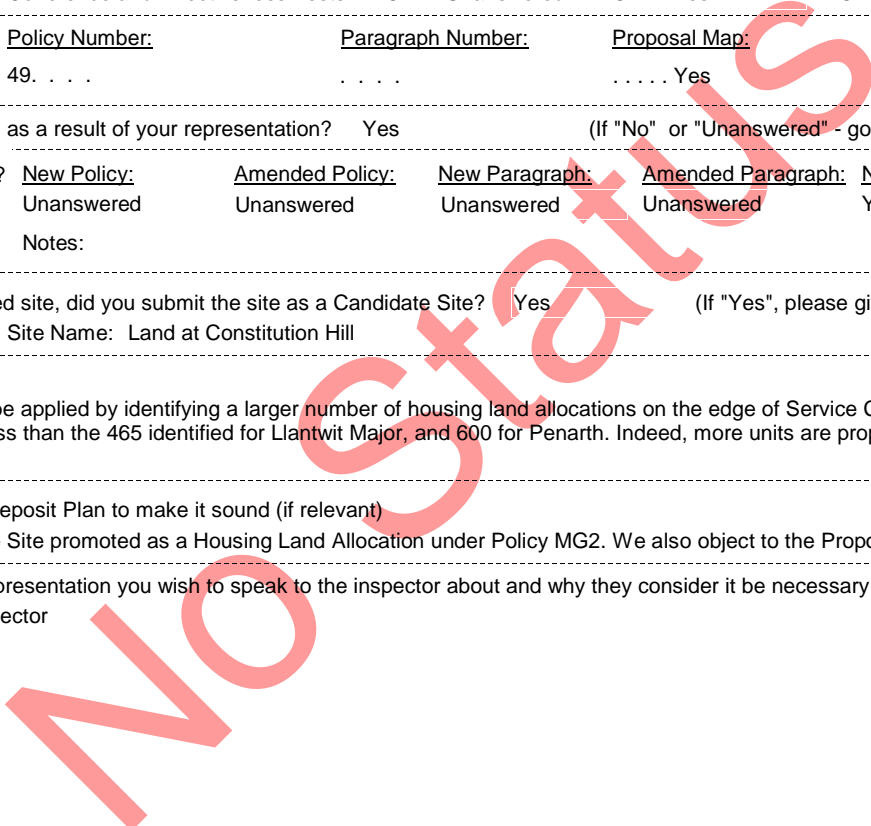 Policy Number: Paragraph Number: Proposal Map:
49. . . . . . . . . . . . . Yes
as a result of your representation? Yes (If "No" or "Unanswered" - go
? New Policy: Amended Policy: New Paragraph: Amended Paragraph: N
Unanswered Unanswered Unanswered Unanswered Y
Notes:
ed site, did you submit the site as a Candidate Site? Yes (If "Yes", please gi
Site Name: Land at Constitution Hill
be applied by identifying a larger number of housing land allocations on the edge of Service C
ss than the 465 identified for Llantwit Major, and 600 for Penarth. Indeed, more units are prop
eposit Plan to make it sound (if relevant)
Site promoted as a Housing Land Allocation under Policy MG2. We also object to the Propo
presentation you wish to speak to the inspector about and why they consider it be necessary
ector
No Status